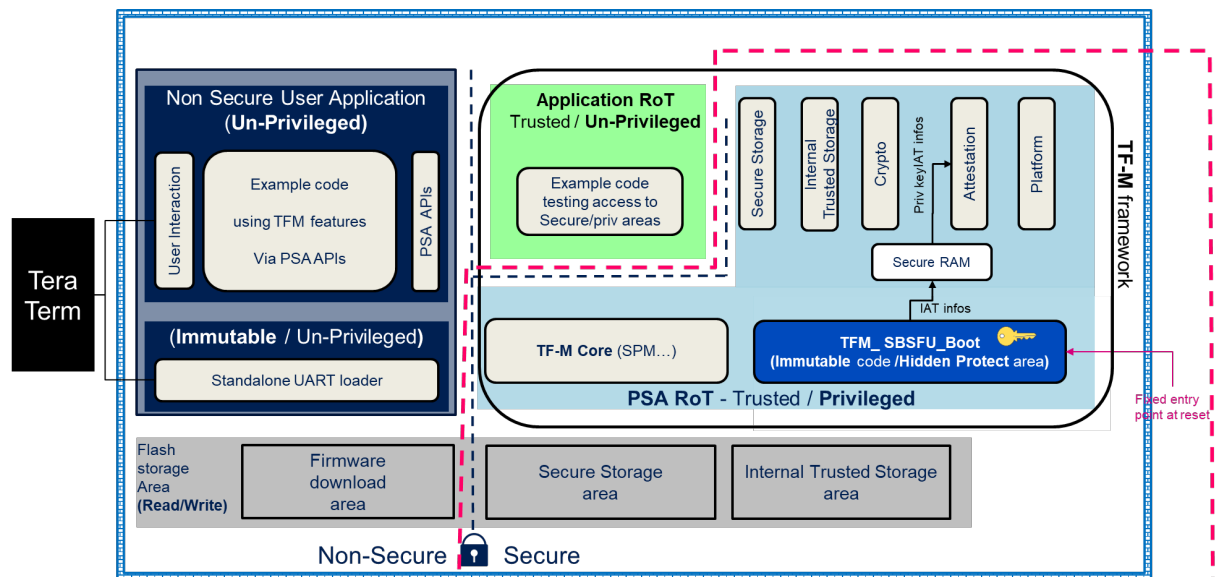 Non Secure User Application
(Un-Privileged)
User Interaction
Example code
using TFM features
Via PSA APIs
PSA APIs
Tera
Term
(Immutable / Un-Privileged)
Standalone UART loader
Application RoT
Trusted / Un-Privileged
Example code
testing access to
Secure/priv areas
Secure Storage
Internal
Trusted Storage
Crypto
Priv keyIAT infos
Attestation
Platform
TF-M framework
Secure RAM
IAT infos
TF-M Core (SPM…)
TFM_ SBSFU_Boot
(Immutable code /Hidden Protect area)
PSA RoT - Trusted / Privileged
Fixed entry
point at reset
Flash
storage
Area
(Read/Write)
Firmware
download
area
Secure Storage
area
Internal Trusted Storage
area
Non-Secure
Secure